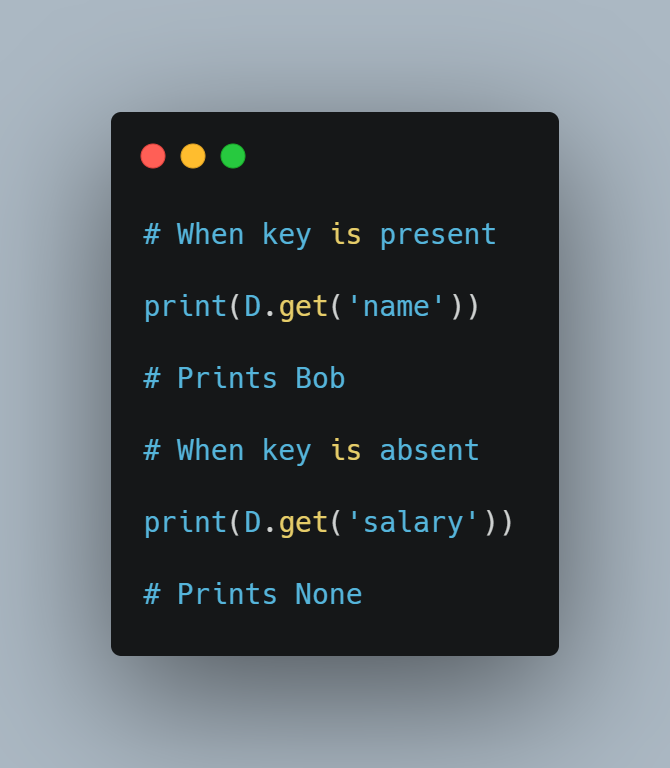 # When key is present
print(D.get('name'))
# Prints Bob
# When key is absent
print(D.get('salary'))
# Prints None